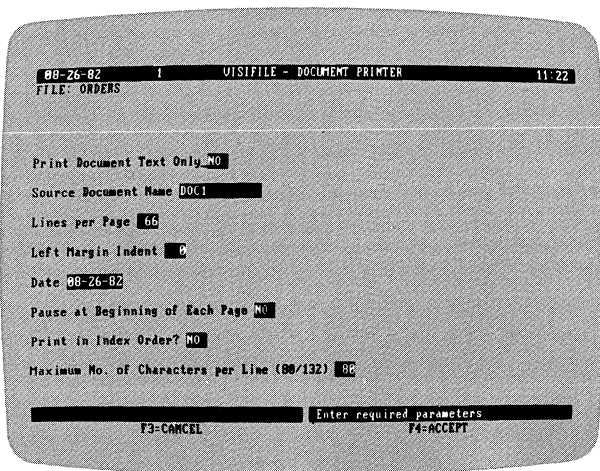 08-26-82 1 VISIFILE - DOCUMENT PRINTER 11:22
FILE: ORDERS
Print Document Text Only NO
Source Document Name DOC1
Lines per Page 66
Left Margin Indent 0
Date 08-26-82
Pause at Beginning of Each Page NO
Print in Index Order? NO
Maximum No. of Characters per Line (80/132) 80
Enter required parameters
F3=CANCEL F4=ACCEPT